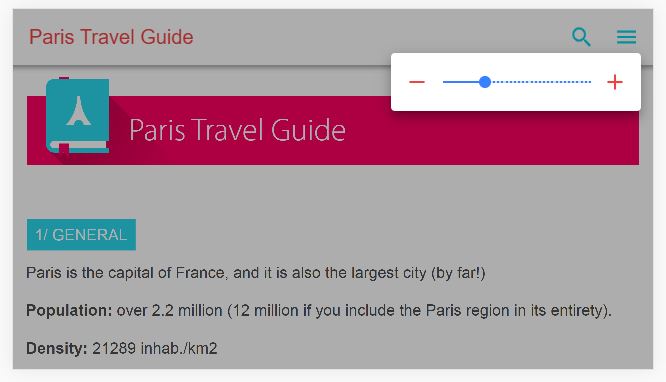 Paris Travel Guide
Paris Travel Guide
1/ GENERAL
Paris is the capital of France, and it is also the largest city (by far!)
Population: over 2.2 million (12 million if you include the Paris region in its entirety).
Density: 21289 inhab./km2